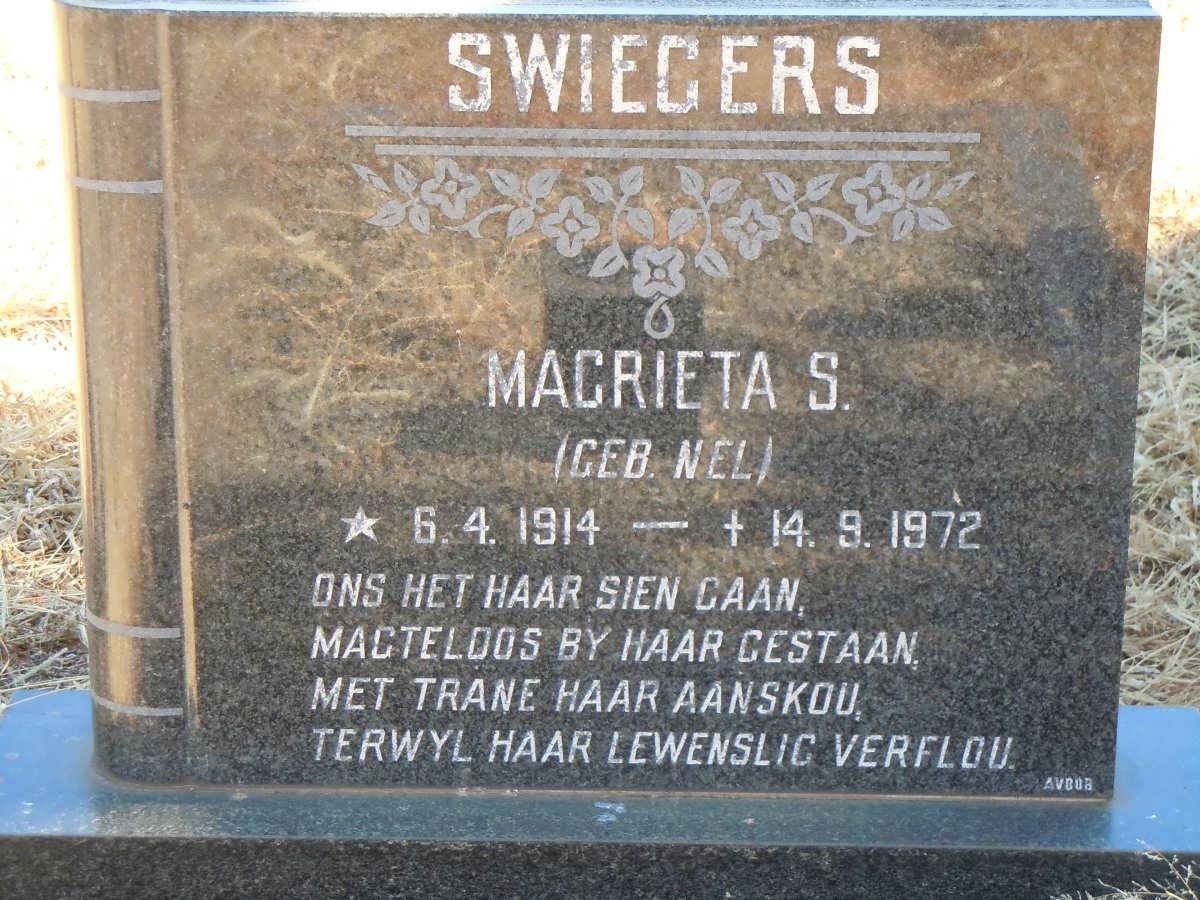 SWIEGERS
MAGRIETA S.
(GEB. NEL)
★ 6. 4. 1914 — † 14. 9. 1972
ONS HET HAAR SIEN GAAN,
MAGTELOOS BY HAAR GESTAAN,
MET TRANE HAAR AANSKOU,
TERWYL HAAR LEWENSLIG VERFLOU.
AVBOB